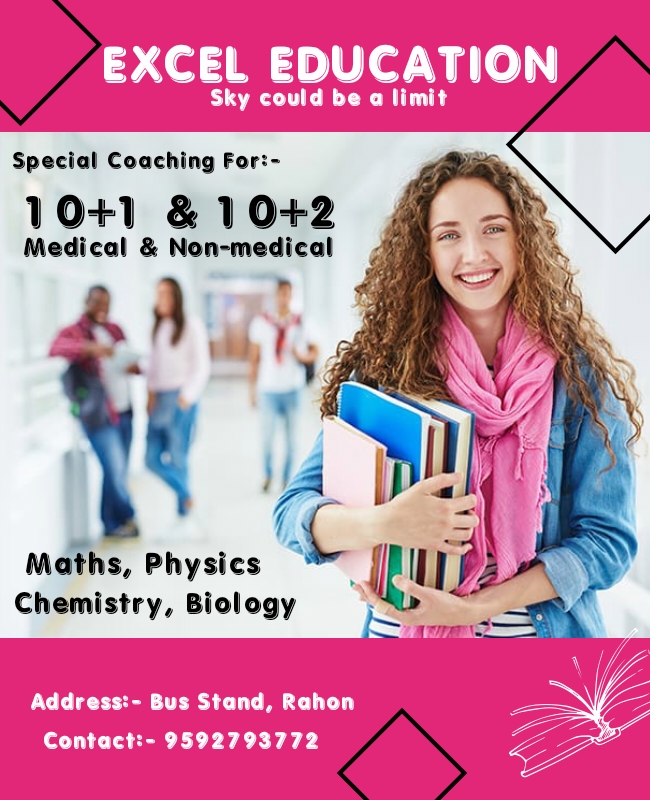 EXCEL EDUCATION
Sky could be a limit
Special Coaching For:-
10+1 & 10+2
Medical & Non-medical
Maths, Physics
Chemistry, Biology
Address:- Bus Stand, Rahon
Contact:- 9592793772